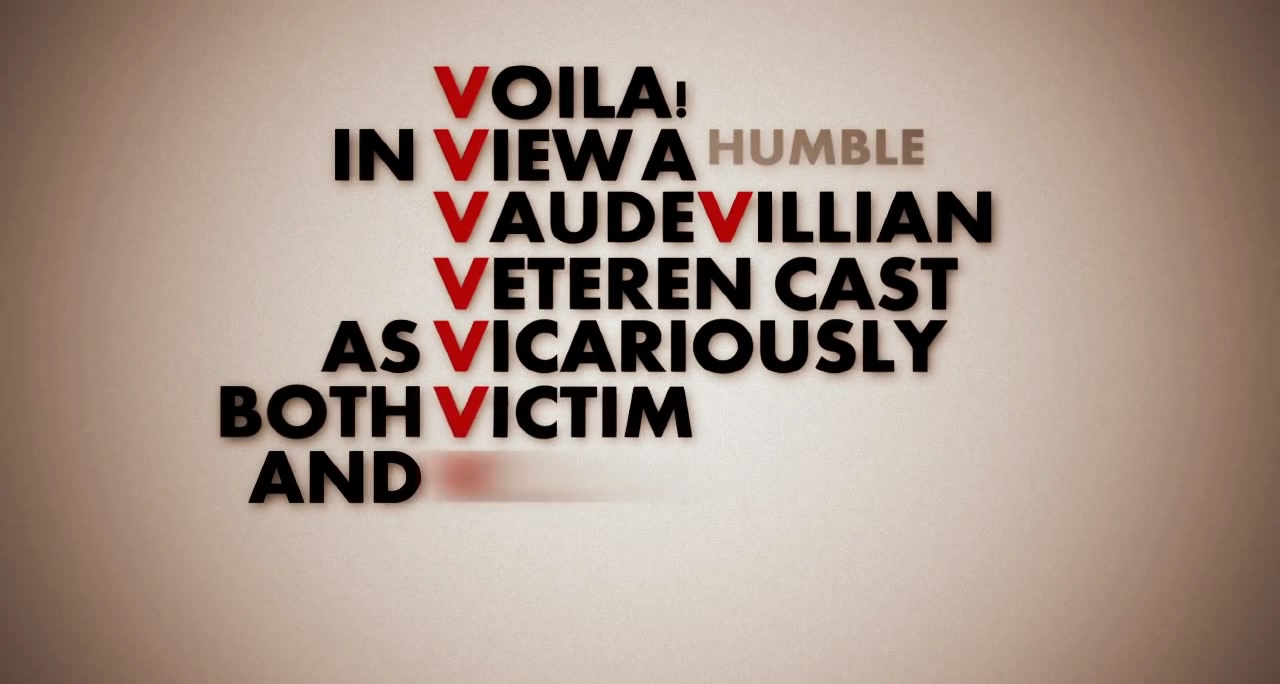 VOILA!
IN VIEW A HUMBLE
VAUDEVILLIAN
VETEREN CAST
AS VICARIOUSLY
BOTH VICTIM
AND